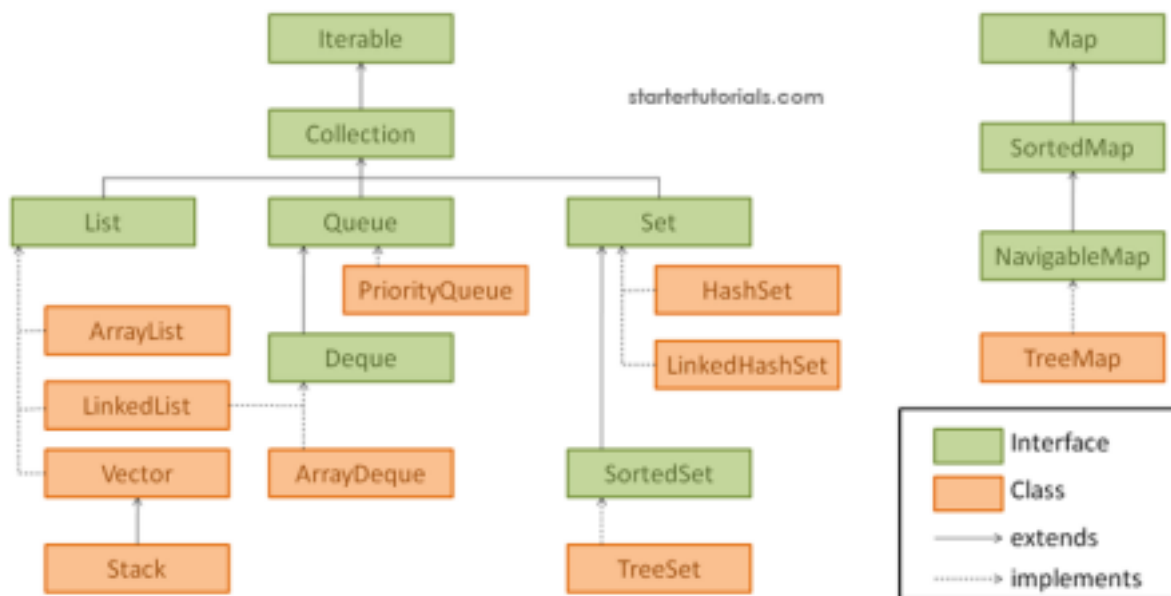 Iterable
Map
startertutorials.com
Collection
SortedMap
List
Queue
Set
NavigableMap
PriorityQueue
HashSet
ArrayList
Deque
LinkedHashSet
TreeMap
LinkedList
Interface
Vector
ArrayDeque
SortedSet
Class
extends
Stack
TreeSet
implements